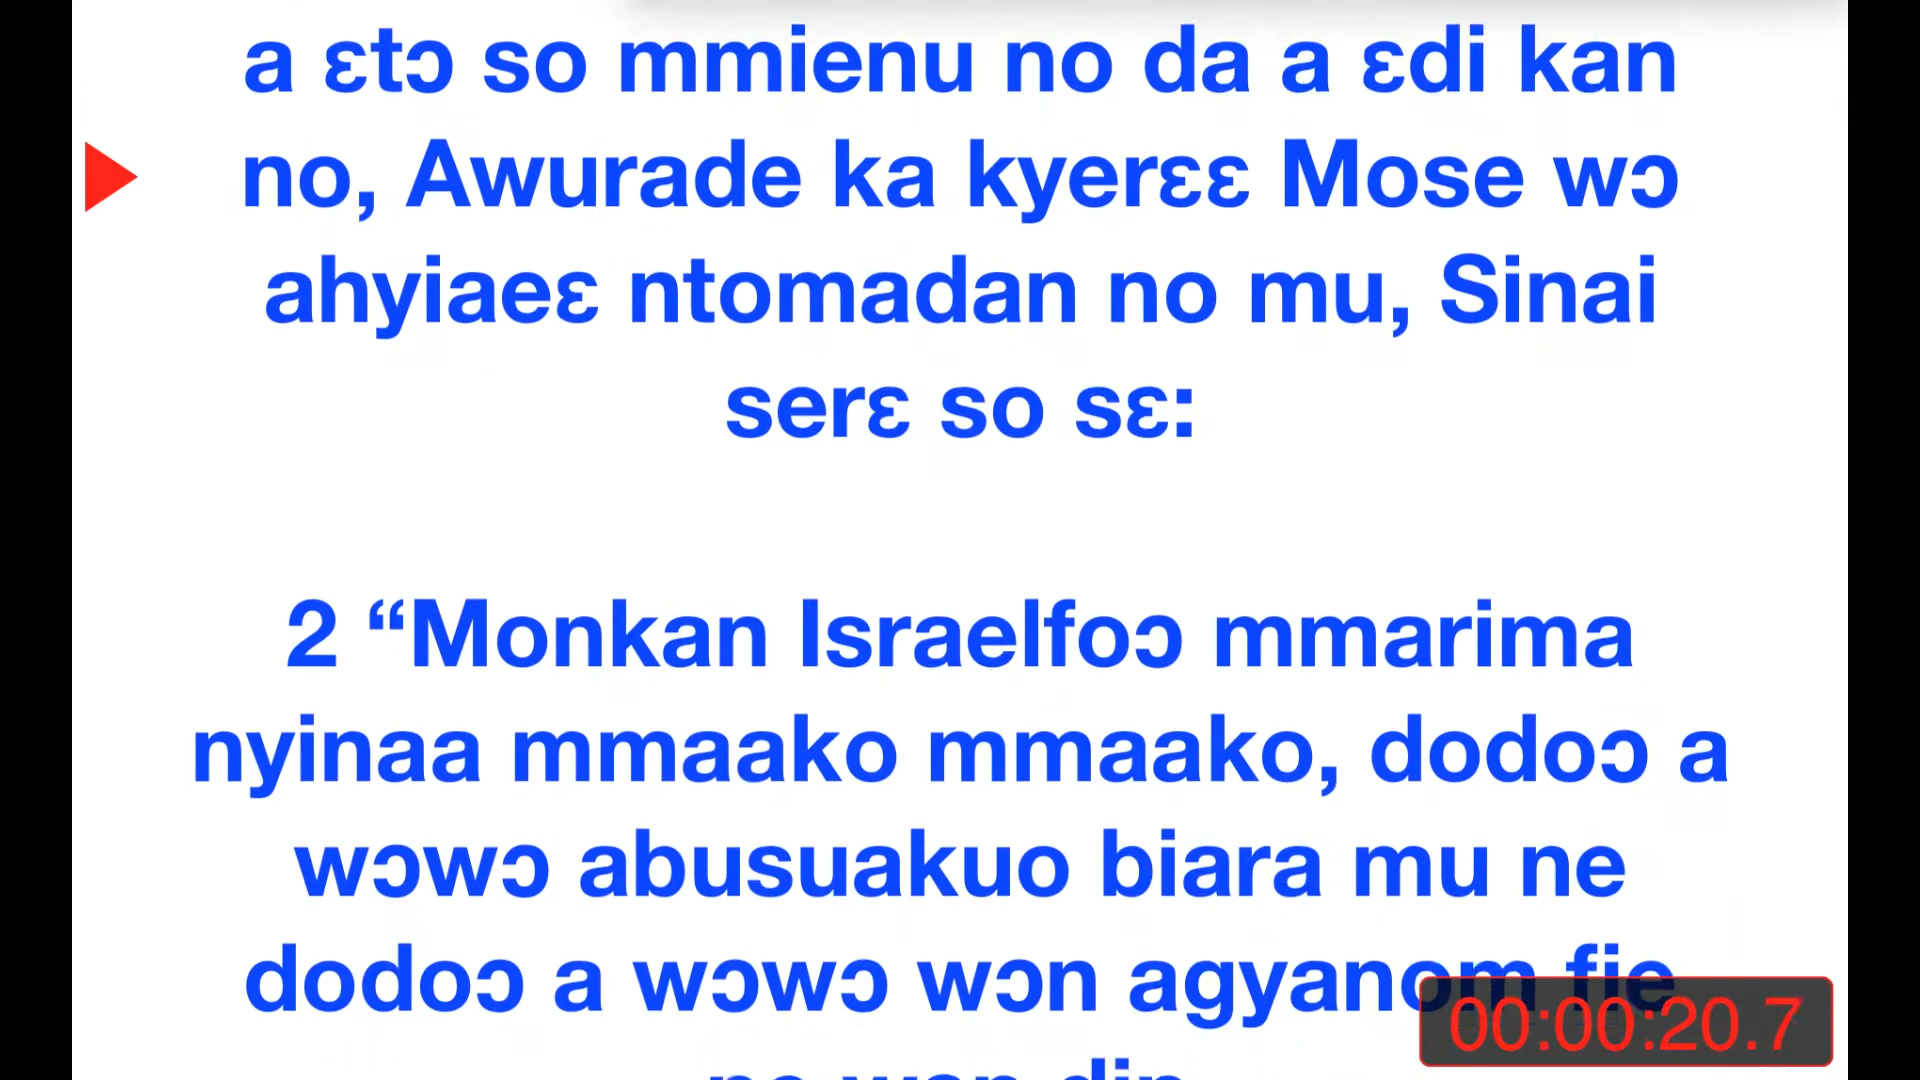 a ɛtɔ so mmienu no da a ɛdi kan
no, Awurade ka kyerɛɛ Mose wɔ
ahyiaeɛ ntomadan no mu, Sinai
serɛ so sɛ:
2 “Monkan Israelfoɔ mmarima
nyinaa mmaako mmaako, dodoɔ a
wɔwɔ abusuakuo biara mu ne
dodoɔ a wɔwɔ wɔn agyanom fie
00:00:20.7